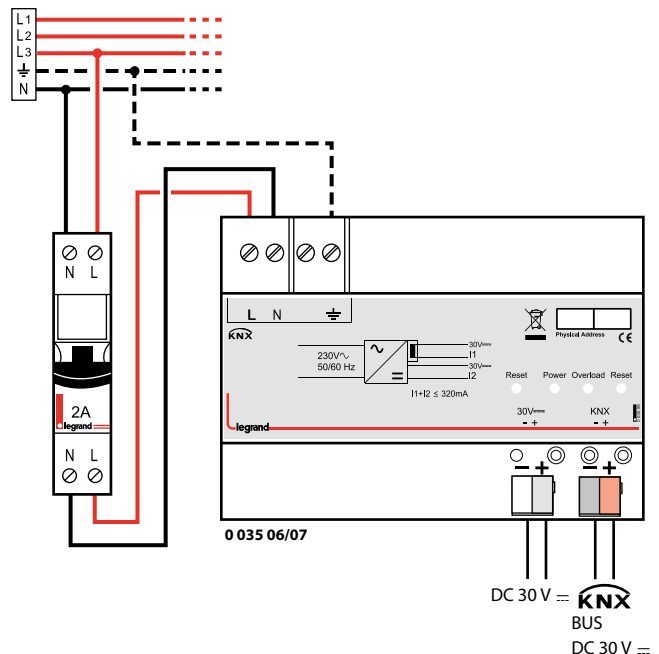 L1
L2
L3
N
N L
2A
legrand
N L
L N
KNX
230V~
50/60 Hz
30V⎓
I1
30V⎓
I2
I1+I2 ≤ 320mA
Physical Address
CE
Reset Power Overload Reset
30V⎓ KNX
- + - +
legrand
- + - +
0 035 06/07
DC 30 V ⎓ KNX
BUS
DC 30 V ⎓